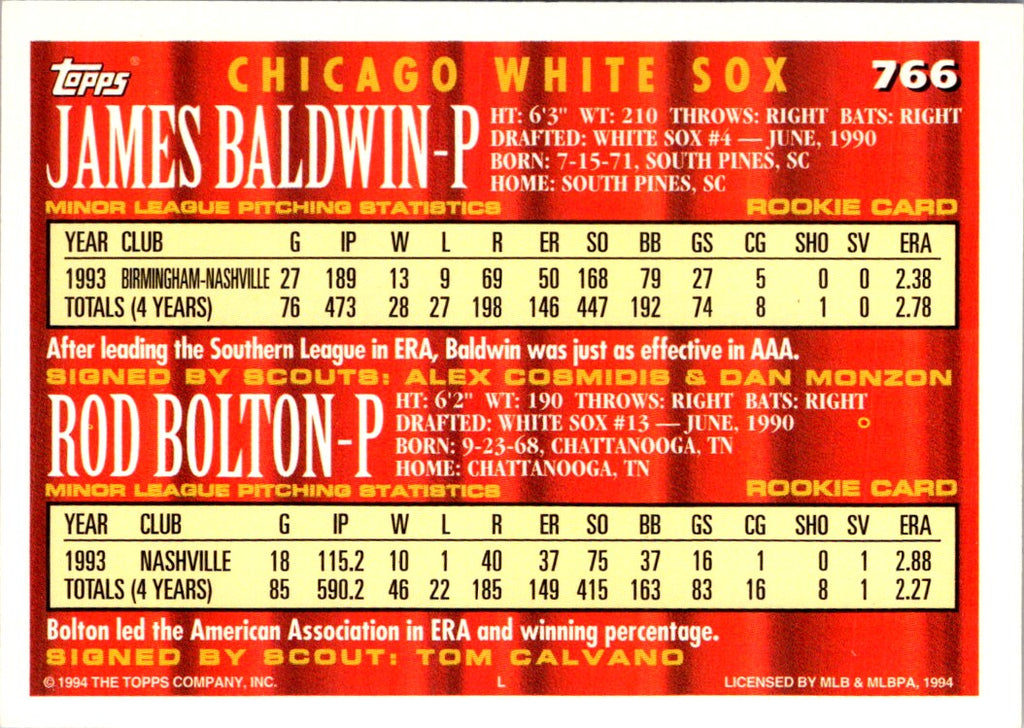 Topps® CHICAGO WHITE SOX 766
JAMES BALDWIN-P
HT: 6'3" WT: 210 THROWS: RIGHT BATS: RIGHT
DRAFTED: WHITE SOX #4 — JUNE, 1990
BORN: 7-15-71, SOUTH PINES, SC
HOME: SOUTH PINES, SC
MINOR LEAGUE PITCHING STATISTICS ROOKIE CARD
YEAR CLUB G IP W L R ER SO BB GS CG SHO SV ERA
1993 BIRMINGHAM-NASHVILLE 27 189 13 9 69 50 168 79 27 5 0 0 2.38
TOTALS (4 YEARS) 76 473 28 27 198 146 447 192 74 8 1 0 2.78
After leading the Southern League in ERA, Baldwin was just as effective in AAA.
SIGNED BY SCOUTS: ALEX COSMIDIS & DAN MONZON
ROD BOLTON-P
HT: 6'2" WT: 190 THROWS: RIGHT BATS: RIGHT
DRAFTED: WHITE SOX #13 — JUNE, 1990
BORN: 9-23-68, CHATTANOOGA, TN
HOME: CHATTANOOGA, TN
MINOR LEAGUE PITCHING STATISTICS ROOKIE CARD
YEAR CLUB G IP W L R ER SO BB GS CG SHO SV ERA
1993 NASHVILLE 18 115.2 10 1 40 37 75 37 16 1 0 1 2.88
TOTALS (4 YEARS) 85 590.2 46 22 185 149 415 163 83 16 8 1 2.27
Bolton led the American Association in ERA and winning percentage.
SIGNED BY SCOUT: TOM CALVANO
© 1994 THE TOPPS COMPANY, INC. L LICENSED BY MLB & MLBPA, 1994